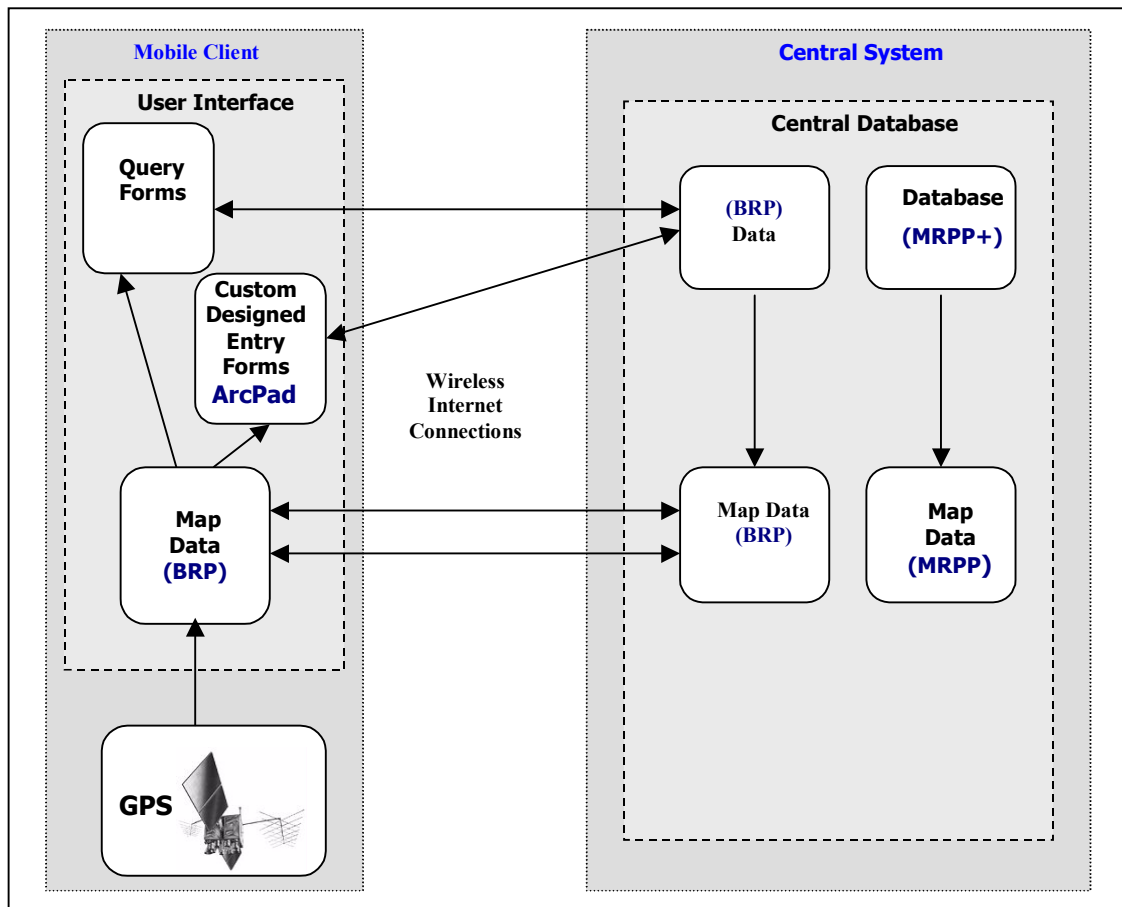 Mobile Client
User Interface
Query
Forms
Custom
Designed
Entry
Forms
ArcPad
Map
Data
(BRP)
GPS
Wireless
Internet
Connections
Central System
Central Database
(BRP)
Data
Database
(MRPP+)
Map Data
(BRP)
Map
Data
(MRPP)